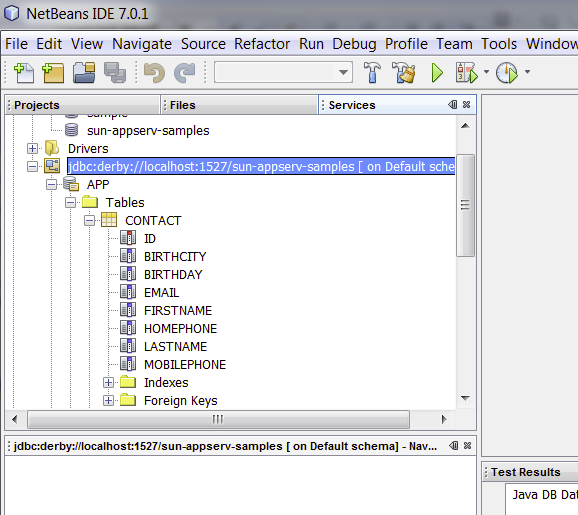 NetBeans IDE 7.0.1
File Edit View Navigate Source Refactor Run Debug Profile Team Tools Window
Projects Files Services
sample
sun-appserv-samples
Drivers
jdbc:derby://localhost:1527/sun-appserv-samples [ on Default sche
APP
Tables
CONTACT
ID
BIRTHCITY
BIRTHDAY
EMAIL
FIRSTNAME
HOMEPHONE
LASTNAME
MOBILEPHONE
Indexes
Foreign Keys
jdbc:derby://localhost:1527/sun-appserv-samples [ on Default schema] - Nav...
Test Results
Java DB Dat